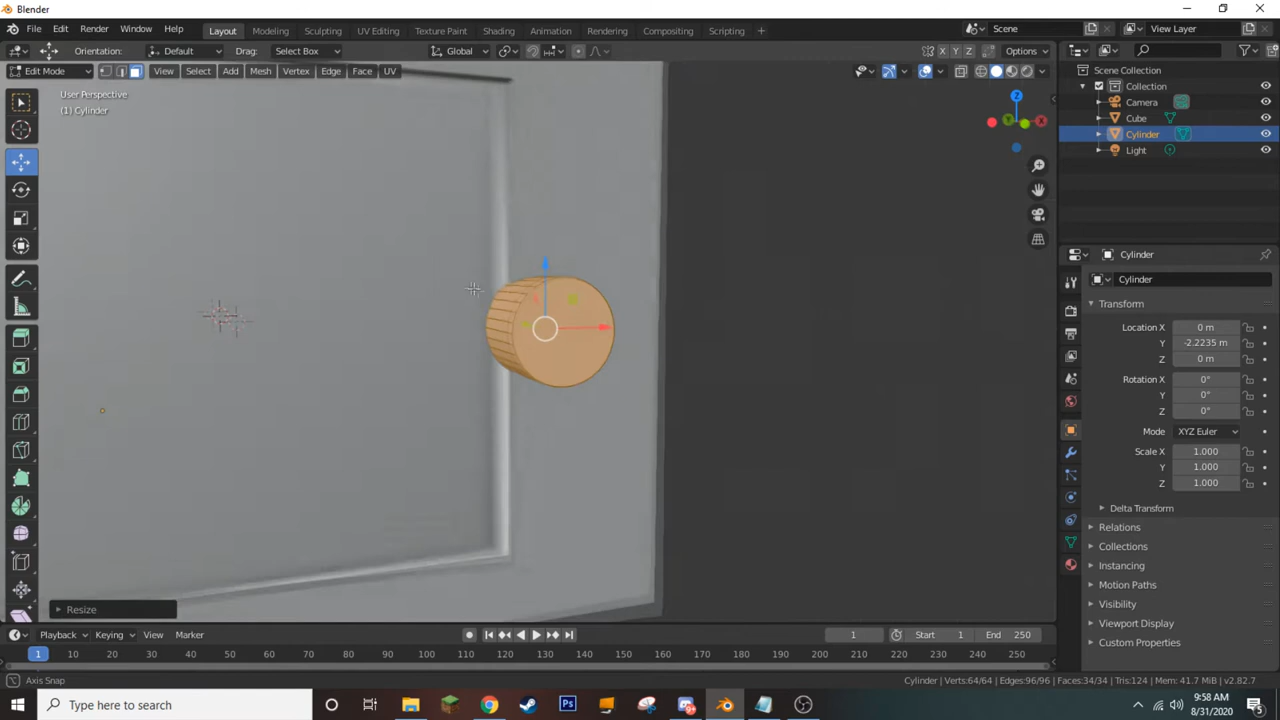 Blender
File Edit Render Window Help
Layout Modeling Sculpting UV Editing Texture Paint Shading Animation Rendering Compositing Scripting
Scene
View Layer
Orientation: Default Drag: Select Box
Global
X Y Z Options
Edit Mode View Select Add Mesh Vertex Edge Face UV
User Perspective
(1) Cylinder
Z
Y
X
Scene Collection
Collection
Camera
Cube
Cylinder
Light
Cylinder
Cylinder
Transform
Location X 0 m
Y -2.2235 m
Z 0 m
Rotation X 0°
Y 0°
Z 0°
Mode XYZ Euler
Scale X 1.000
Y 1.000
Z 1.000
Delta Transform
Relations
Collections
Instancing
Motion Paths
Visibility
Viewport Display
Custom Properties
Resize
Playback Keying View Marker
1
Start 1 End 250
1 10 20 30 40 50 60 70 80 90 100 110 120 130 140 150 160 170 180 190 200 210 220 230 240 250
Axis Snap
Cylinder | Verts:64/64 | Edges:96/96 | Faces:34/34 | Tris:124 | Mem: 41.7 MiB | v2.82.7
Type here to search
9:58 AM
8/31/2020